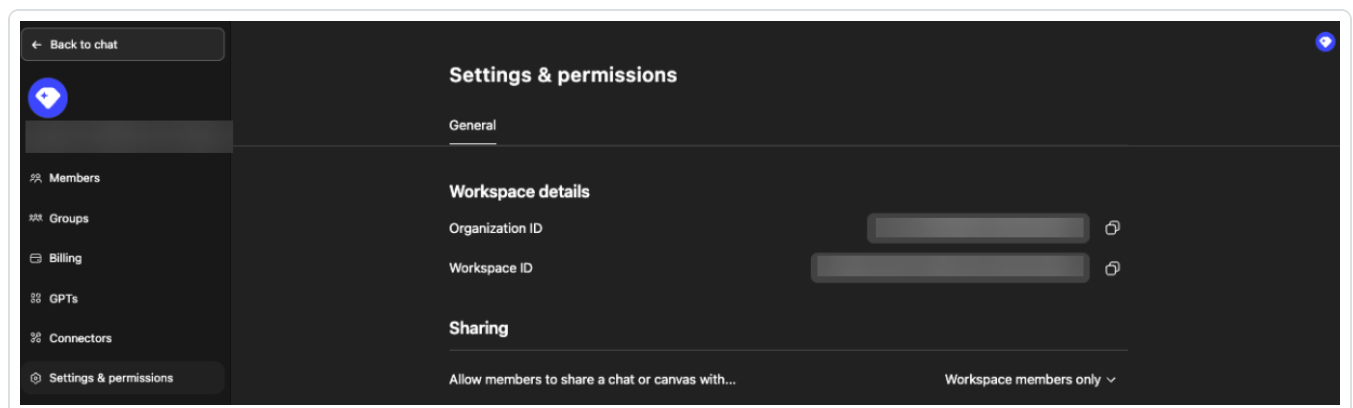 Back to chat
Members
Groups
Billing
GPTs
Connectors
Settings & permissions
Settings & permissions
General
Workspace details
Organization ID
Workspace ID
Sharing
Allow members to share a chat or canvas with...
Workspace members only